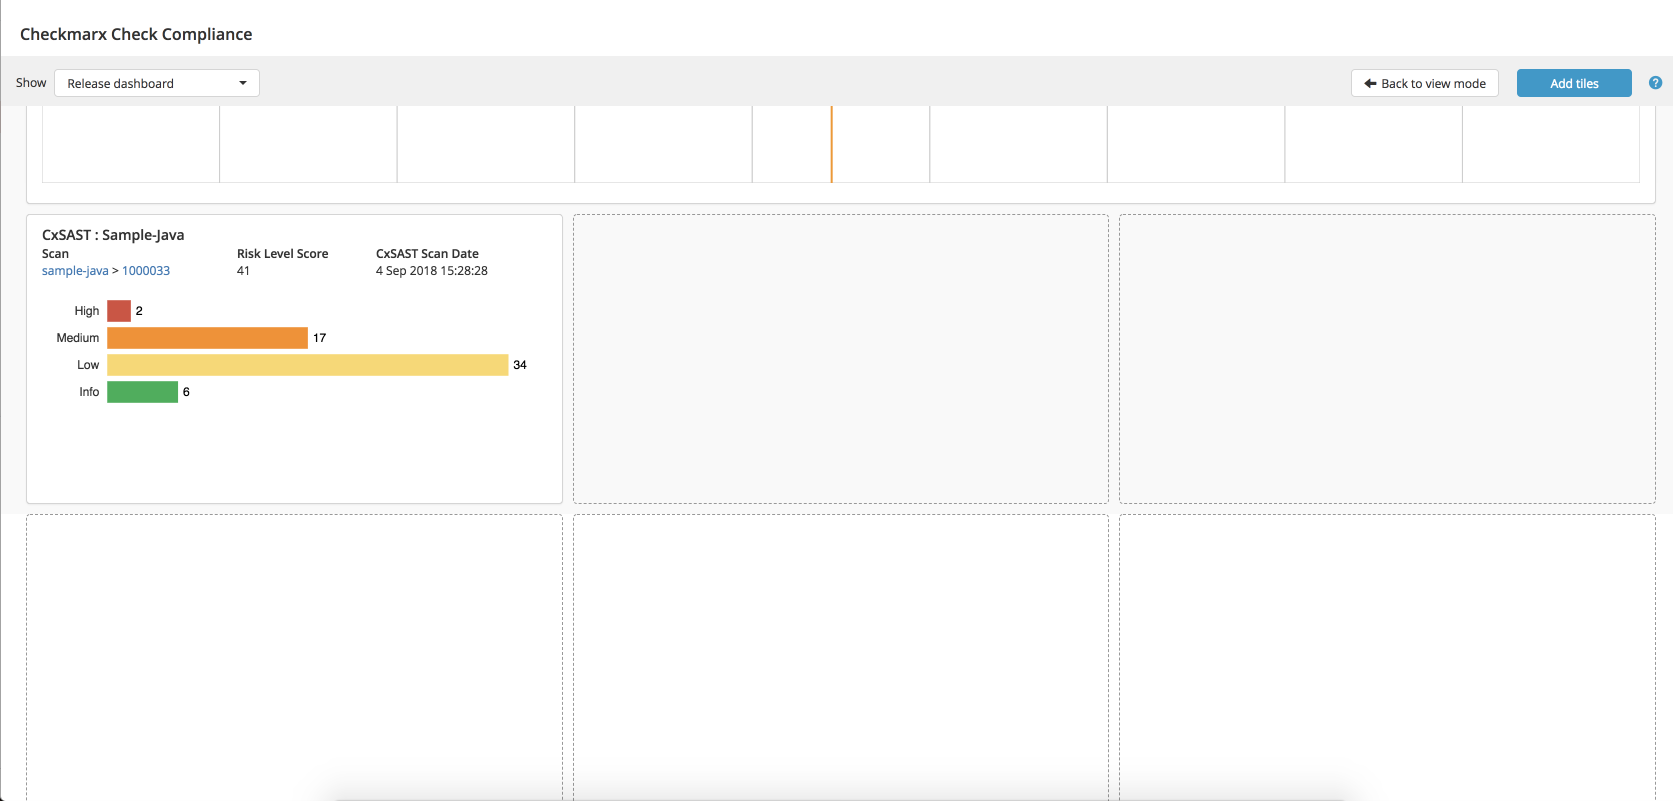 Checkmarx Check Compliance
Show Release dashboard Back to view mode Add tiles ?
CxSAST : Sample-Java
Scan Risk Level Score CxSAST Scan Date
sample-java > 1000033 41 4 Sep 2018 15:28:28
High 2
Medium 17
Low 34
Info 6